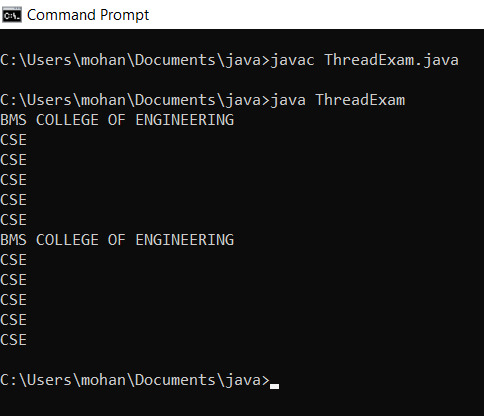 Command Prompt
C:\Users\mohan\Documents\java>javac ThreadExam.java
C:\Users\mohan\Documents\java>java ThreadExam
BMS COLLEGE OF ENGINEERING
CSE
CSE
CSE
CSE
CSE
BMS COLLEGE OF ENGINEERING
CSE
CSE
CSE
CSE
CSE
C:\Users\mohan\Documents\java>